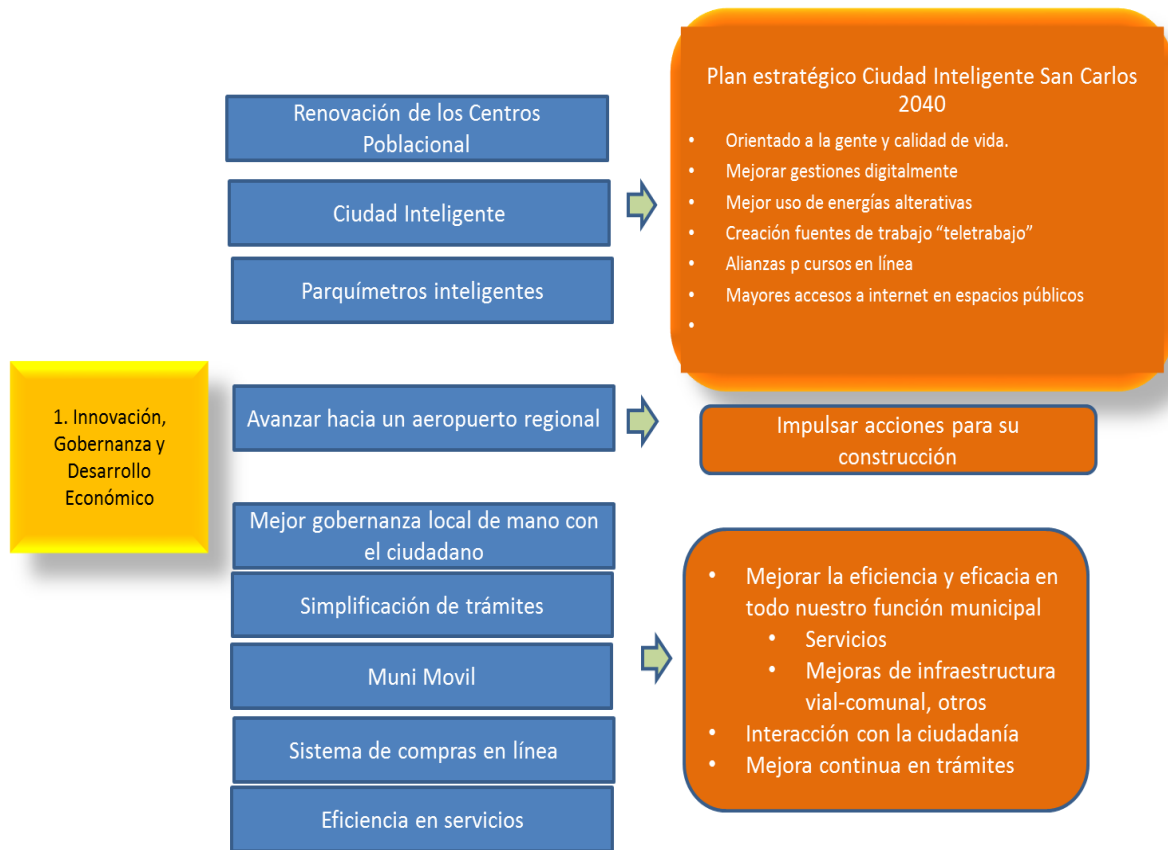 1. Innovación,
Gobernanza y
Desarrollo
Económico
Renovación de los Centros
Poblacional
Ciudad Inteligente
Parquímetros inteligentes
Plan estratégico Ciudad Inteligente San Carlos
2040
• Orientado a la gente y calidad de vida.
• Mejorar gestiones digitalmente
• Mejor uso de energías alterativas
• Creación fuentes de trabajo “teletrabajo”
• Alianzas p cursos en línea
• Mayores accesos a internet en espacios públicos
•
Avanzar hacia un aeropuerto regional
Impulsar acciones para su
construcción
Mejor gobernanza local de mano con
el ciudadano
Simplificación de trámites
Muni Movil
Sistema de compras en línea
Eficiencia en servicios
• Mejorar la eficiencia y eficacia en
todo nuestro función municipal
• Servicios
• Mejoras de infraestructura
vial-comunal, otros
• Interacción con la ciudadanía
• Mejora continua en trámites